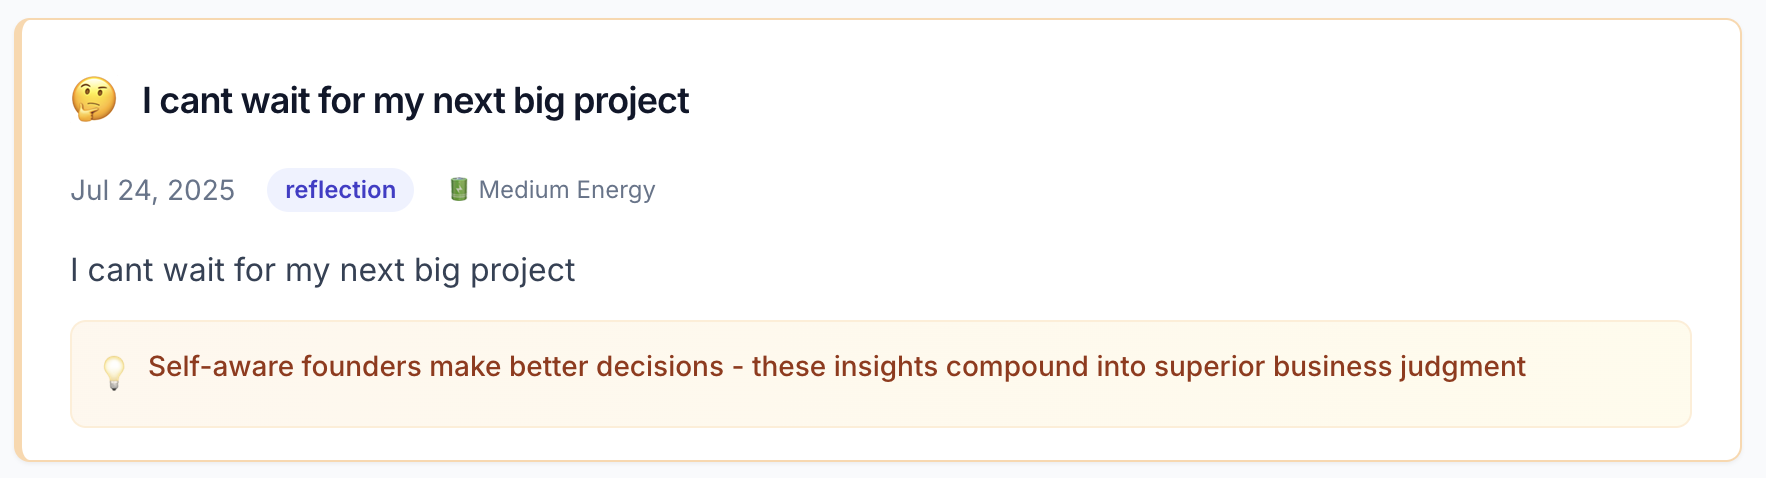 I cant wait for my next big project
Jul 24, 2025 reflection Medium Energy
I cant wait for my next big project
Self-aware founders make better decisions - these insights compound into superior business judgment